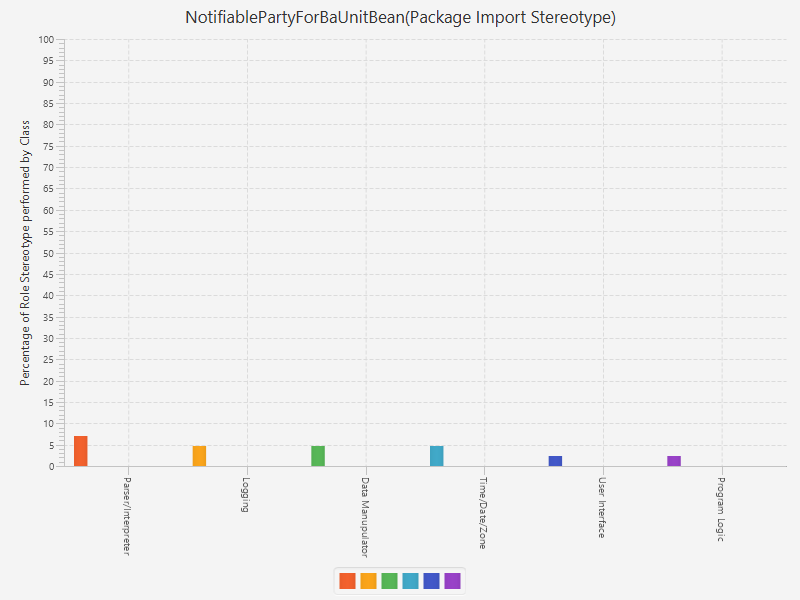 NotifiablePartyForBaUnitBean(Package Import Stereotype)
Percentage of Role Stereotype performed by Class
100
95
90
85
80
75
70
65
60
55
50
45
40
35
30
25
20
15
10
5
0
Parser/Interpreter
Logging
Data Manupulator
Time/Date/Zone
User Interface
Program Logic